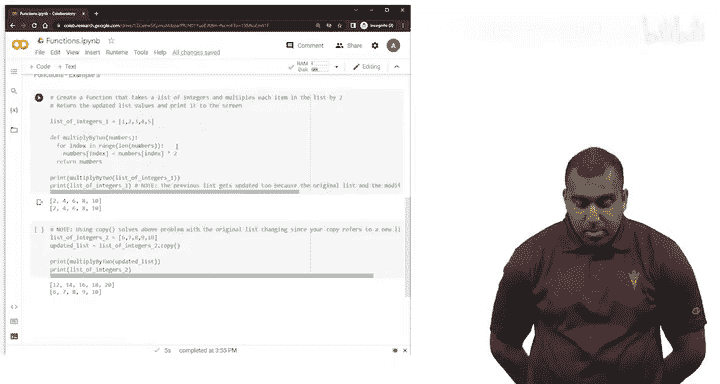 Functions.ipynb - Colaboratory
Functions.ipynb
File Edit View Insert Runtime Tools Help All changes saved
Comment Share A
+ Code + Text
RAM
Disk
Editing
Functions - Example 3
# Create a function that takes a list of integers and multiplies each item in the list by 2
# Return the updated list values and print it to the screen
list_of_integers_1 = [1,2,3,4,5]
def multiplyByTwo(numbers):
for index in range(len(numbers)):
numbers[index] = numbers[index] * 2
return numbers
print(multiplyByTwo(list_of_integers_1))
print(list_of_integers_1) # NOTE: The previous list gets updated too because the original list and the modif
[2, 4, 6, 8, 10]
[2, 4, 6, 8, 10]
[ ] # NOTE: Using copy() solves above problem with the original list changing since your copy refers to a new li
list_of_integers_2 = [6,7,8,9,10]
updated_list = list_of_integers_2.copy()
print(multiplyByTwo(updated_list))
print(list_of_integers_2)
[12, 14, 16, 18, 20]
[6, 7, 8, 9, 10]
5s completed at 3:55 PM